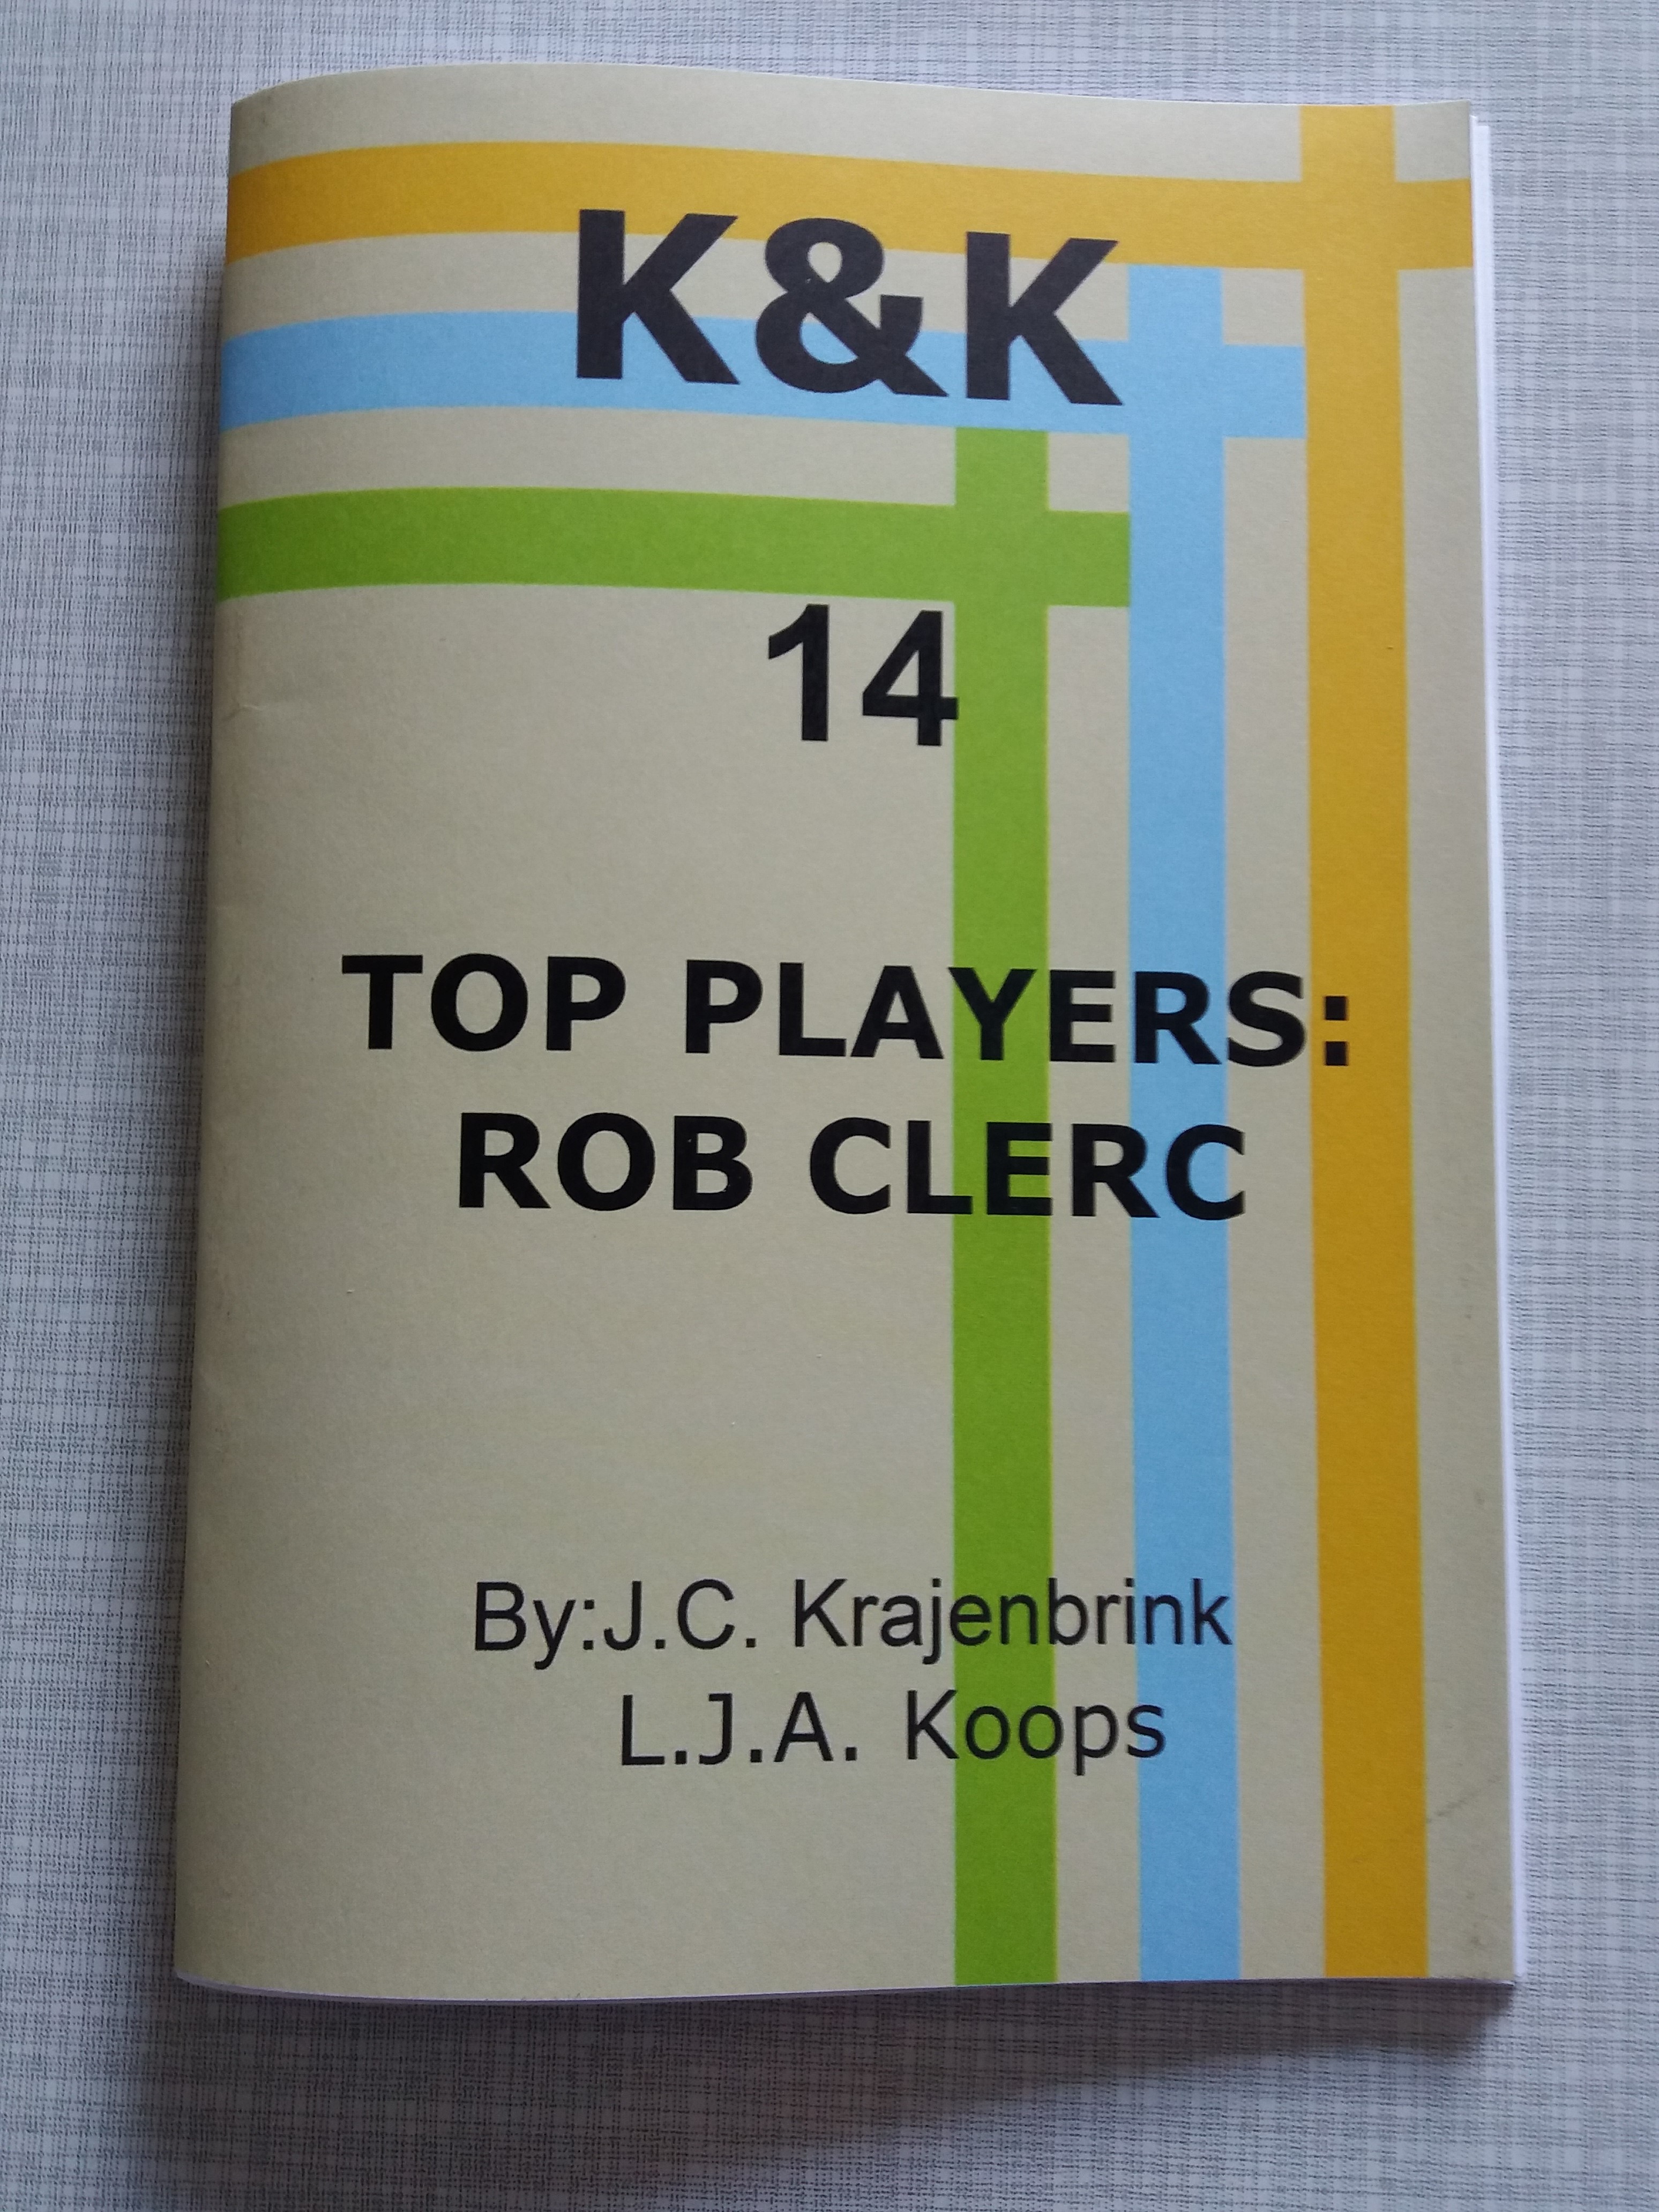 K&K
14
TOP PLAYERS:
ROB CLERC
By:J.C. Krajenbrink
L.J.A. Koops